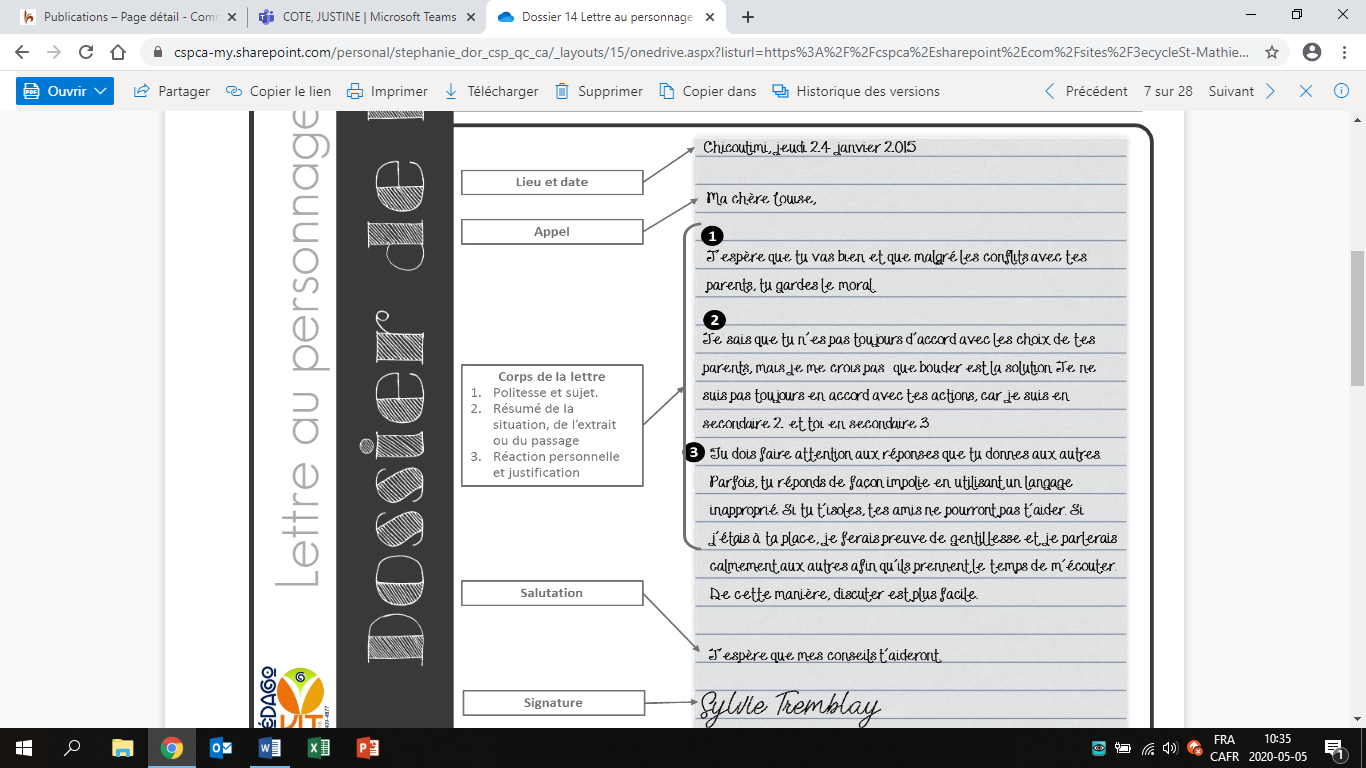 Publications – Page détail - Com
COTE, JUSTINE | Microsoft Teams
Dossier 14 Lettre au personnage
cspca-my.sharepoint.com/personal/stephanie_dor_csp_qc_ca/_layouts/15/onedrive.aspx?listurl=https%3A%2F%2Fcspca%2Esharepoint%2Ecom%2Fsites%2F3ecycleSt-Mathie...
PDF Ouvrir Partager Copier le lien Imprimer Télécharger Supprimer Copier dans Historique des versions Précédent 7 sur 28 Suivant
Lettre au personnage
Dossier de
Chicoutimi, jeudi 24 janvier 2015
Lieu et date
Ma chère Louise,
Appel
1
J'espère que tu vas bien et que malgré les conflits avec tes
parents, tu gardes le moral.
2
Je sais que tu n'es pas toujours d'accord avec les choix de tes
parents, mais je me crois pas que bouder est la solution. Je ne
suis pas toujours en accord avec tes actions, car je suis en
secondaire 2 et toi en secondaire 3
Corps de la lettre
1. Politesse et sujet.
2. Résumé de la
situation, de l'extrait
ou du passage
3. Réaction personnelle
et justification
3 Tu dois faire attention aux réponses que tu donnes aux autres.
Parfois, tu réponds de façon impolie en utilisant un langage
inapproprié. Si tu t'isoles, tes amis ne pourront pas t'aider. Si
j'étais à ta place, je ferais preuve de gentillesse et je parlerais
calmement aux autres afin qu'ils prennent le temps de m'écouter.
De cette manière, discuter est plus facile.
Salutation
J'espère que mes conseils t'aideront
Signature
Sylvie Tremblay
ÉDAGO
FRA
CAFR
10:35
2020-05-05
1